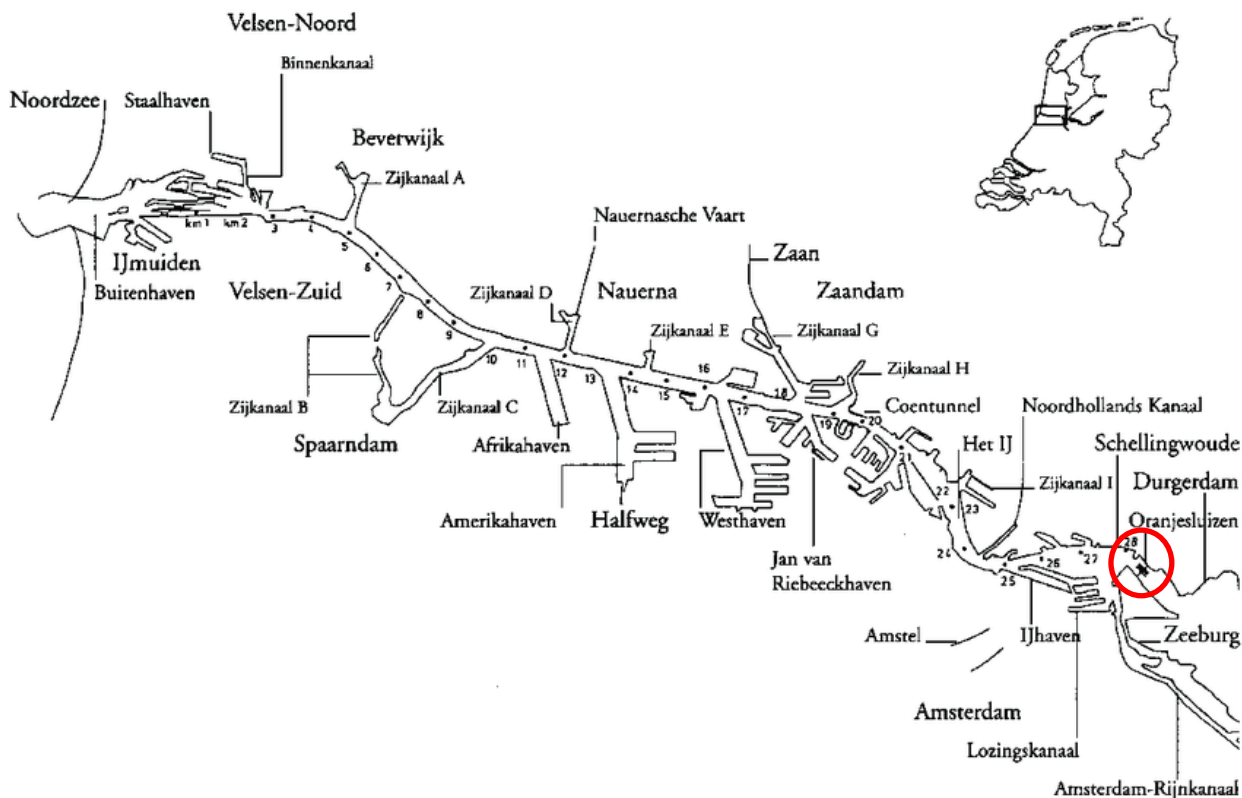 Velsen-Noord
Binnenkanaal
Noordzee
Staalhaven
Beverwijk
Zijkanaal A
Nauernasche Vaart
km 1
km 2
3
4
5
6
7
8
9
10
11
12
13
14
15
16
17
18
19
20
21
22
23
24
25
26
27
28
IJmuiden
Buitenhaven
Velsen-Zuid
Zijkanaal D
Nauerna
Zaan
Zaandam
Zijkanaal E
Zijkanaal G
Zijkanaal H
Zijkanaal B
Zijkanaal C
Spaarndam
Afrikahaven
Coentunnel
Noordhollands Kanaal
Het IJ
Schellingwoude
Zijkanaal I
Durgerdam
Oranjesluizen
Amerikahaven
Halfweg
Westhaven
Jan van
Riebeeckhaven
Amstel
IJhaven
Zeeburg
Amsterdam
Lozingskanaal
Amsterdam-Rijnkanaal